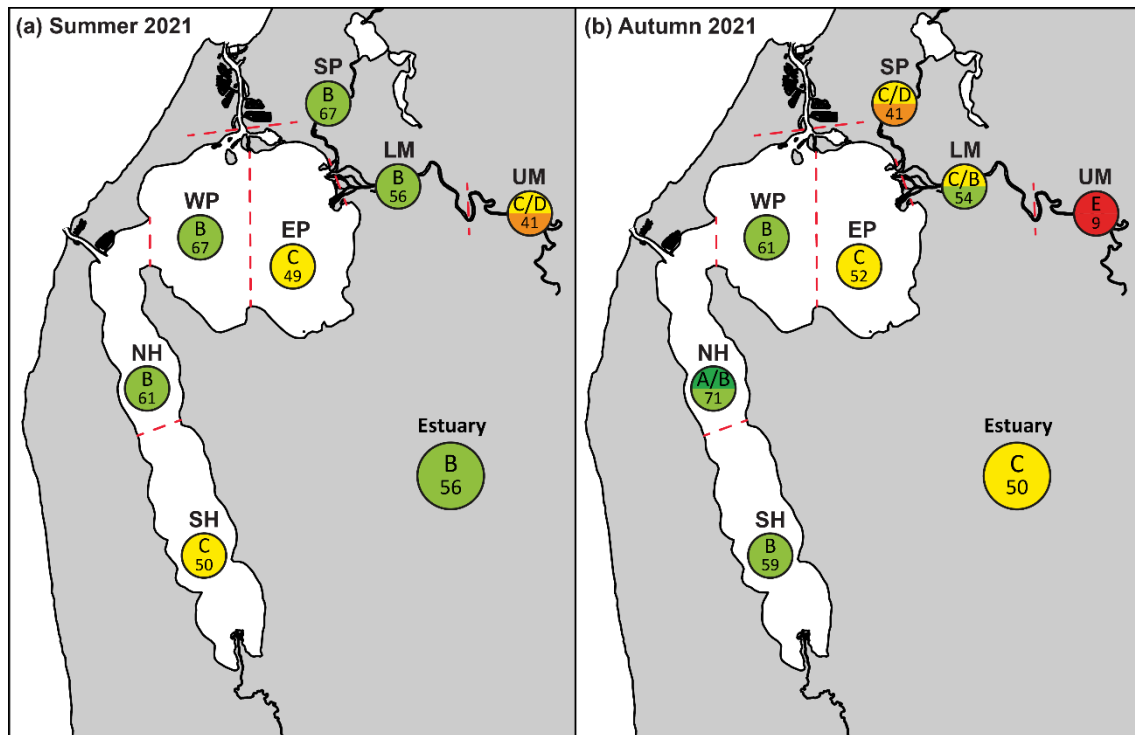 (a) Summer 2021
SP
B
67
LM
B
56
UM
C/D
41
WP
B
67
EP
C
49
NH
B
61
Estuary
B
56
SH
C
50
(b) Autumn 2021
SP
C/D
41
LM
C/B
54
UM
E
9
WP
B
61
EP
C
52
NH
A/B
71
Estuary
C
50
SH
B
59